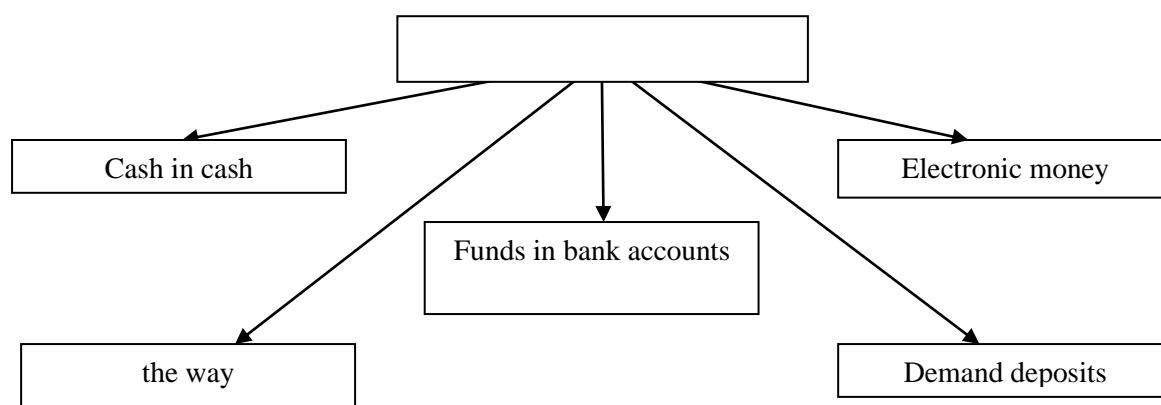 Cash in cash
Electronic money
Funds in bank accounts
the way
Demand deposits